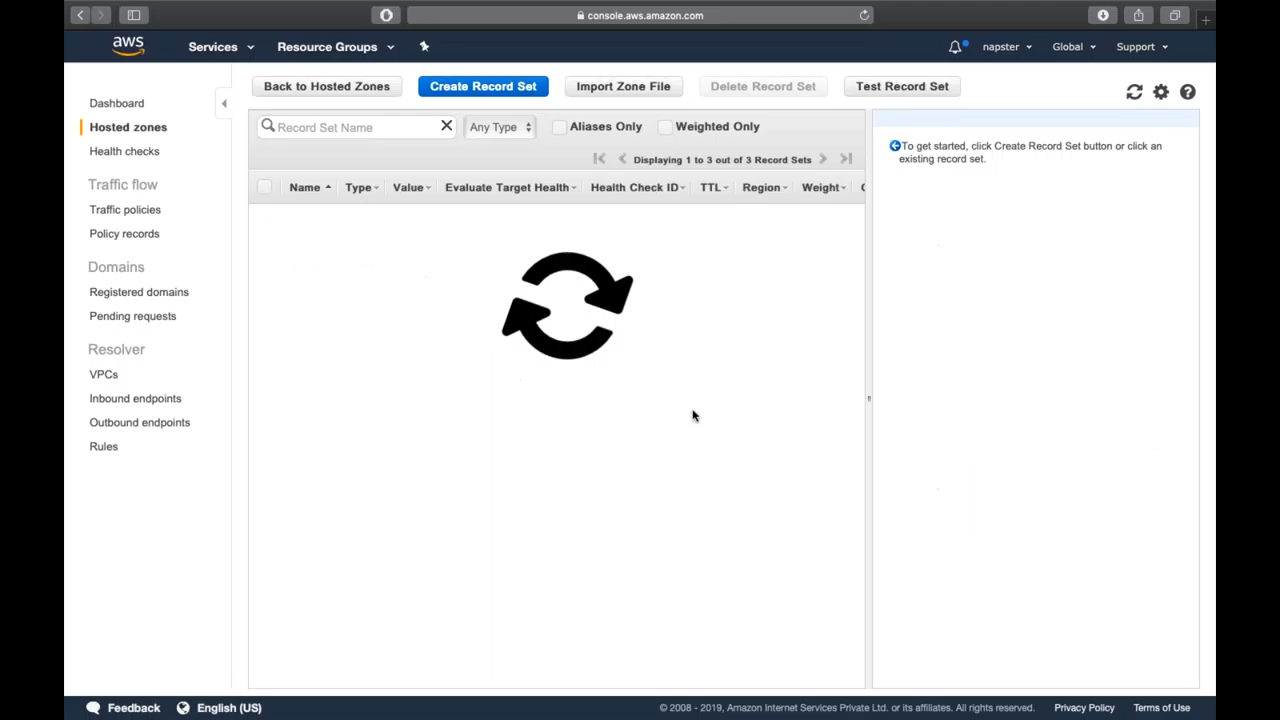 console.aws.amazon.com
aws
Services
Resource Groups
napster
Global
Support
Dashboard
Hosted zones
Health checks
Traffic flow
Traffic policies
Policy records
Domains
Registered domains
Pending requests
Resolver
VPCs
Inbound endpoints
Outbound endpoints
Rules
Back to Hosted Zones
Create Record Set
Import Zone File
Delete Record Set
Test Record Set
Record Set Name
Any Type
Aliases Only
Weighted Only
Displaying 1 to 3 out of 3 Record Sets
Name
Type
Value
Evaluate Target Health
Health Check ID
TTL
Region
Weight
To get started, click Create Record Set button or click an
existing record set.
Feedback
English (US)
© 2008 - 2019, Amazon Internet Services Private Ltd. or its affiliates. All rights reserved.
Privacy Policy
Terms of Use